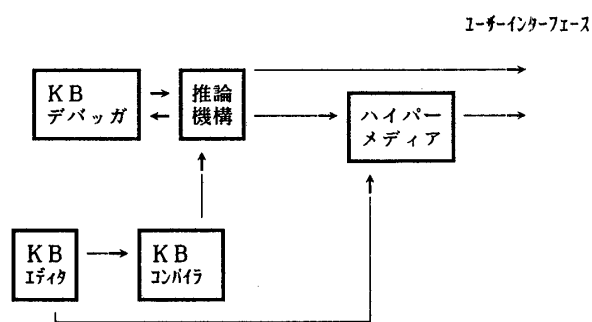 ﾕｰｻﾞｰｲﾝﾀｰﾌｪｰｽ
ＫＢ
デバッガ
推論
機構
ハイパー
メディア
ＫＢ
ｴﾃﾞｨﾀ
ＫＢ
ｺﾝﾊﾟｲﾗ